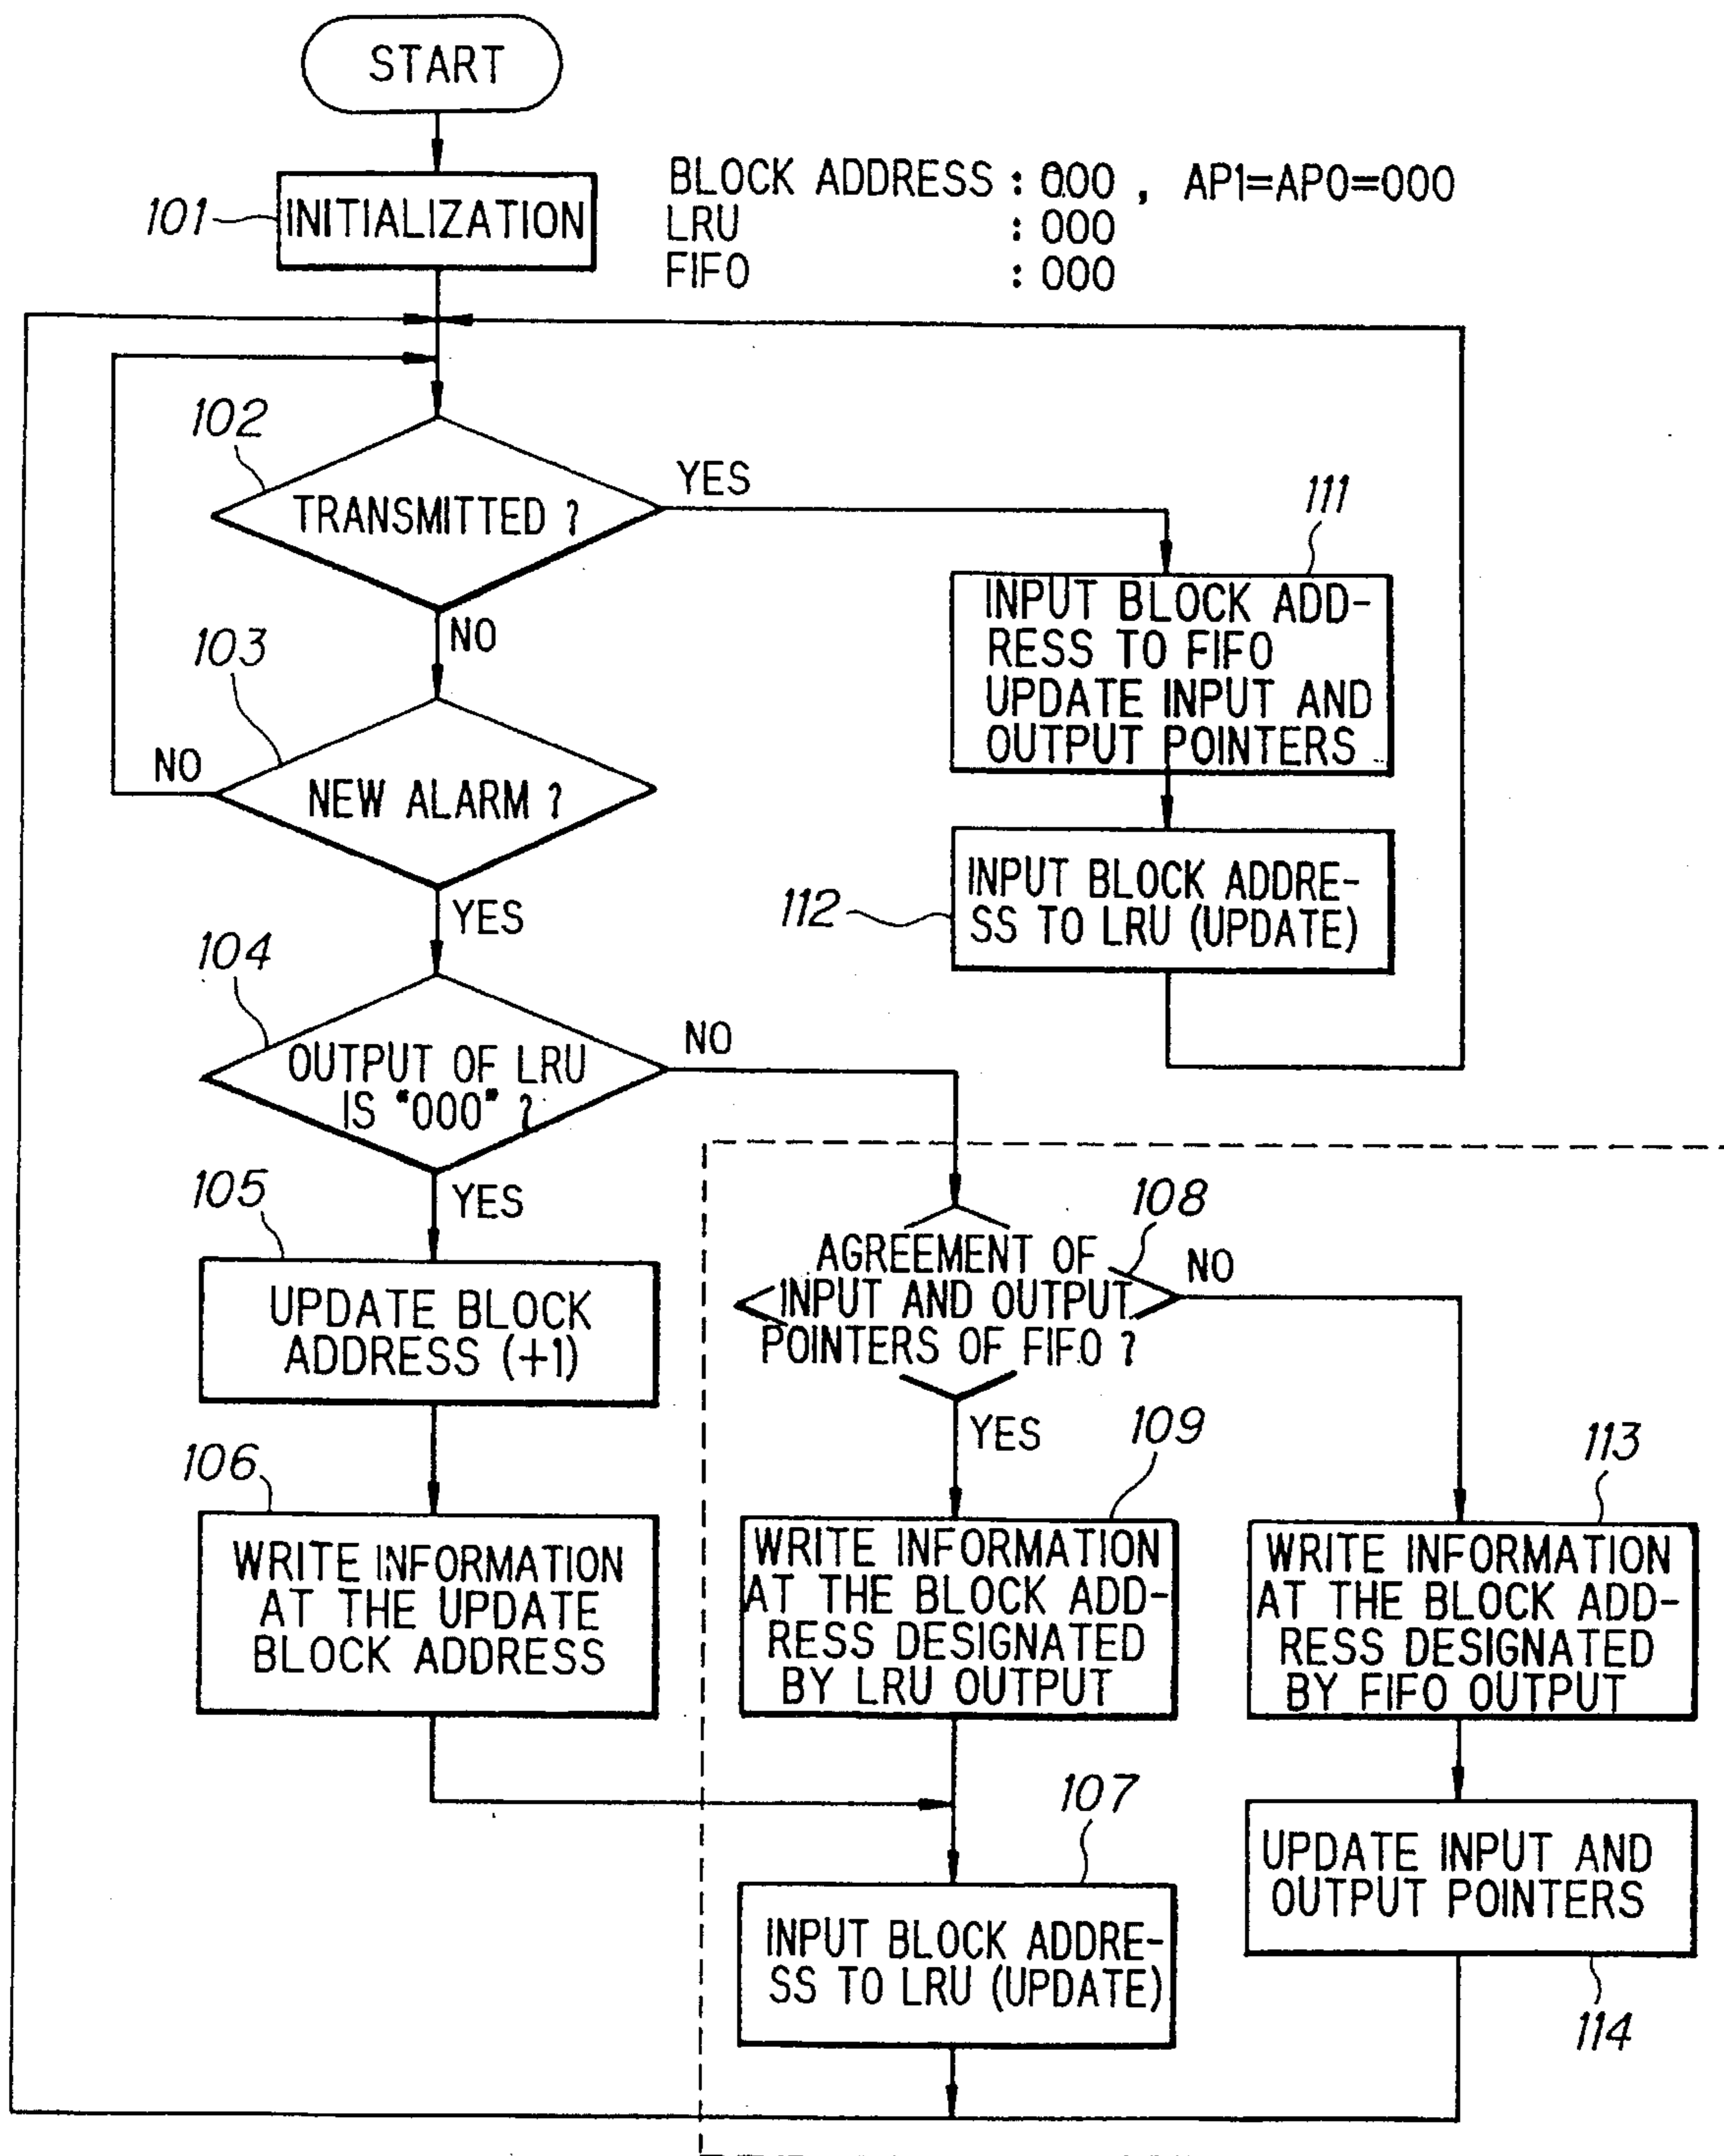 START
101
INITIALIZATION
BLOCK ADDRESS : 000 , AP1=AP0=000
LRU : 000
FIFO : 000
102
TRANSMITTED ?
YES
NO
111
INPUT BLOCK ADD-
RESS TO FIFO
UPDATE INPUT AND
OUTPUT POINTERS
103
NEW ALARM ?
NO
YES
112
INPUT BLOCK ADDRE-
SS TO LRU (UPDATE)
104
OUTPUT OF LRU
IS "000" ?
NO
YES
105
UPDATE BLOCK
ADDRESS (+1)
108
AGREEMENT OF
INPUT AND OUTPUT
POINTERS OF FIFO ?
NO
YES
106
WRITE INFORMATION
AT THE UPDATE
BLOCK ADDRESS
109
WRITE INFORMATION
AT THE BLOCK ADD-
RESS DESIGNATED
BY LRU OUTPUT
113
WRITE INFORMATION
AT THE BLOCK ADD-
RESS DESIGNATED
BY FIFO OUTPUT
107
INPUT BLOCK ADDRE-
SS TO LRU (UPDATE)
UPDATE INPUT AND
OUTPUT POINTERS
114